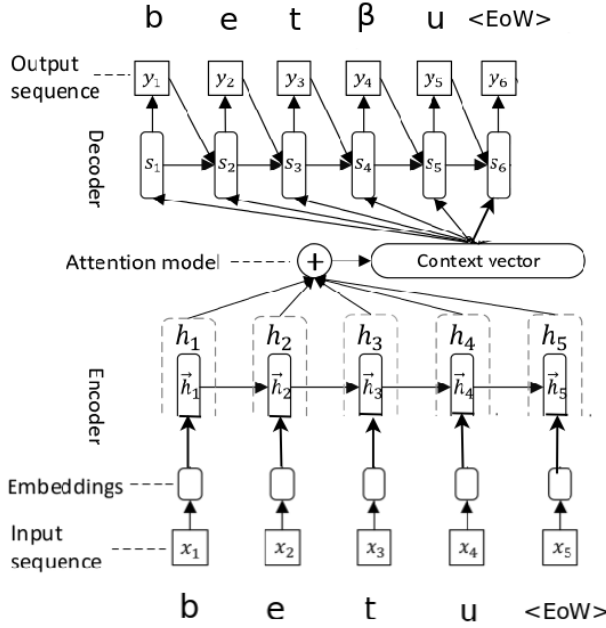 b e t β u <EoW>
Output sequence y₁ y₂ y₃ y₄ y₅ y₆
Decoder s₁ s₂ s₃ s₄ s₅ s₆
Attention model + Context vector
h₁ h₂ h₃ h₄ h₅
Encoder h⃗₁ h⃗₂ h⃗₃ h⃗₄ h⃗₅
Embeddings
Input sequence x₁ x₂ x₃ x₄ x₅
b e t u <EoW>